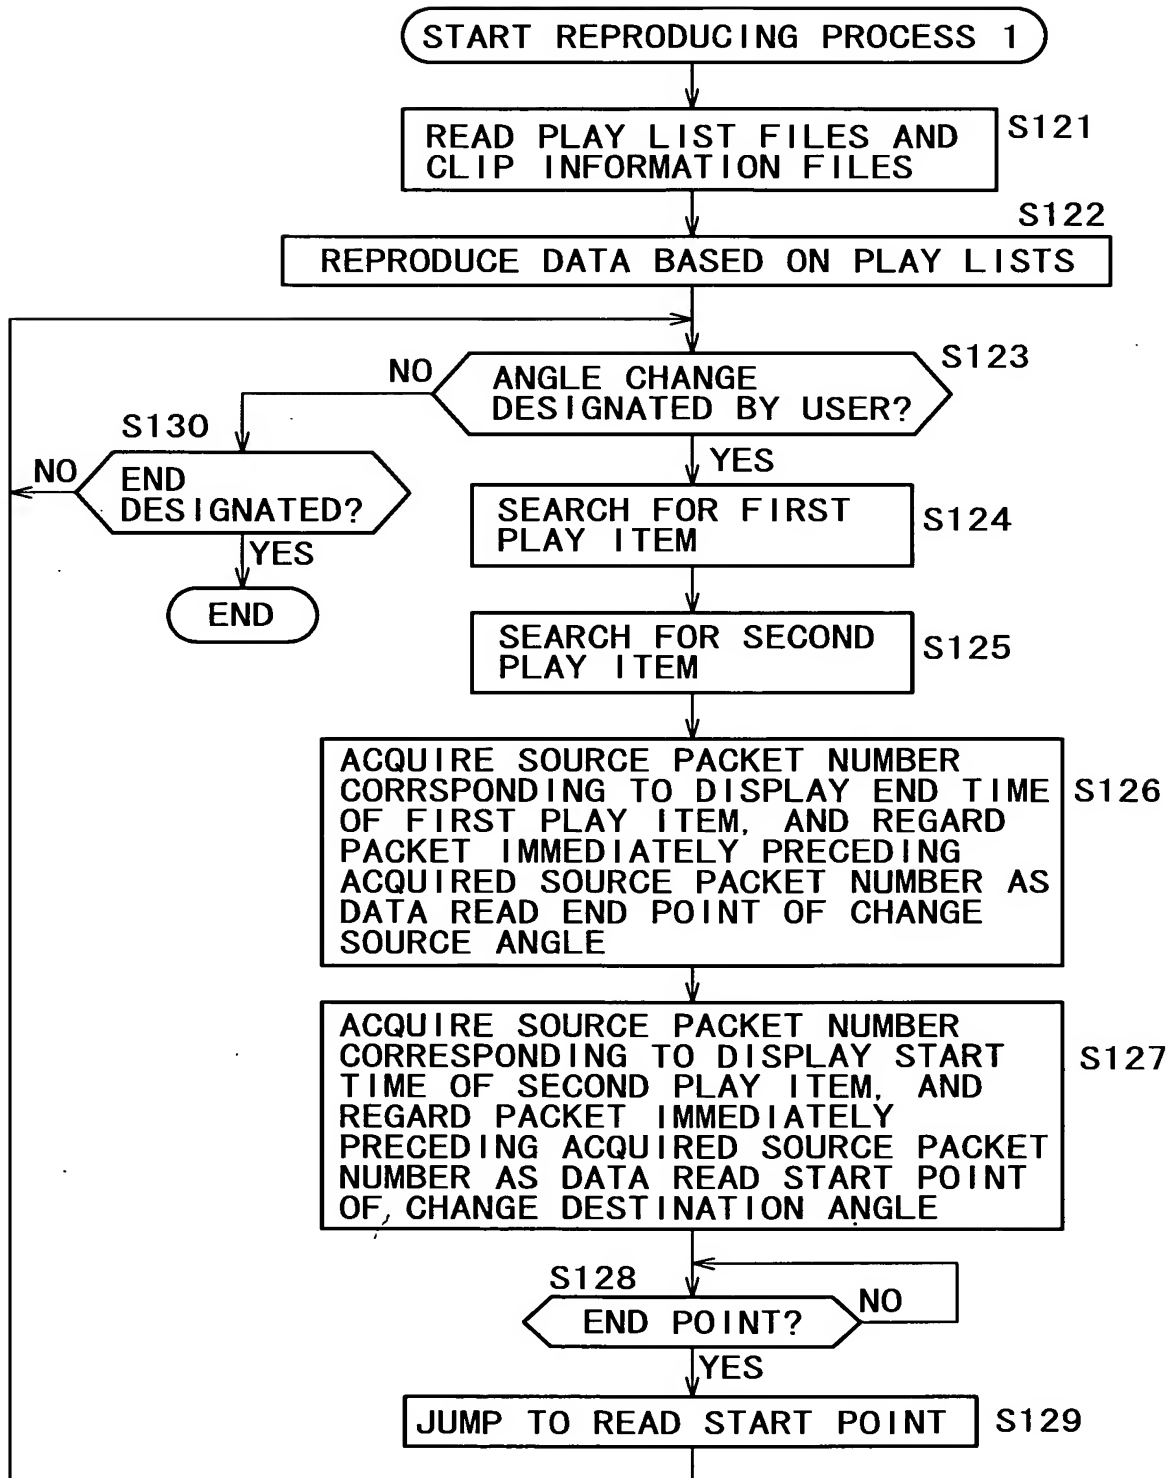 START REPRODUCING PROCESS 1
S121
READ PLAY LIST FILES AND
CLIP INFORMATION FILES
S122
REPRODUCE DATA BASED ON PLAY LISTS
S123
NO
ANGLE CHANGE
DESIGNATED BY USER?
S130
NO
END
DESIGNATED?
YES
YES
END
SEARCH FOR FIRST
PLAY ITEM
S124
SEARCH FOR SECOND
PLAY ITEM
S125
ACQUIRE SOURCE PACKET NUMBER
CORRSPONDING TO DISPLAY END TIME
OF FIRST PLAY ITEM, AND REGARD
PACKET IMMEDIATELY PRECEDING
ACQUIRED SOURCE PACKET NUMBER AS
DATA READ END POINT OF CHANGE
SOURCE ANGLE
S126
ACQUIRE SOURCE PACKET NUMBER
CORRESPONDING TO DISPLAY START
TIME OF SECOND PLAY ITEM, AND
REGARD PACKET IMMEDIATELY
PRECEDING ACQUIRED SOURCE PACKET
NUMBER AS DATA READ START POINT
OF CHANGE DESTINATION ANGLE
S127
S128
END POINT?
NO
YES
JUMP TO READ START POINT
S129